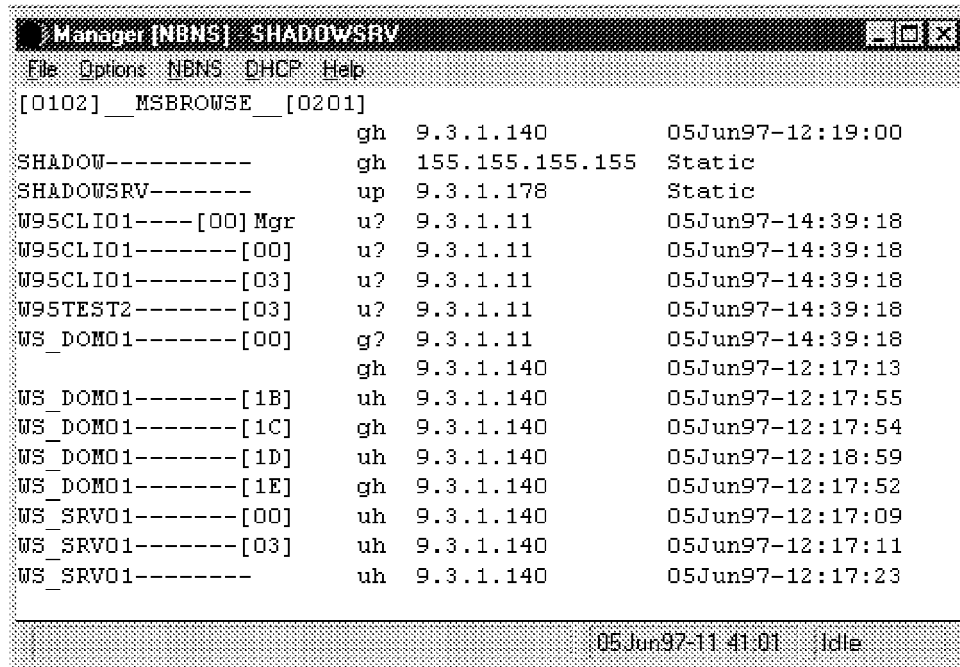 Manager [NBNS] - SHADOWSRV
File Options NBNS DHCP Help
[0102]__MSBROWSE__[0201]
gh 9.3.1.140 05Jun97-12:19:00
SHADOW---------- gh 155.155.155.155 Static
SHADOWSRV------- up 9.3.1.178 Static
W95CLI01----[00]Mgr u? 9.3.1.11 05Jun97-14:39:18
W95CLI01-------[00] u? 9.3.1.11 05Jun97-14:39:18
W95CLI01-------[03] u? 9.3.1.11 05Jun97-14:39:18
W95TEST2-------[03] u? 9.3.1.11 05Jun97-14:39:18
WS_DOM01-------[00] g? 9.3.1.11 05Jun97-14:39:18
gh 9.3.1.140 05Jun97-12:17:13
WS_DOM01-------[1B] uh 9.3.1.140 05Jun97-12:17:55
WS_DOM01-------[1C] gh 9.3.1.140 05Jun97-12:17:54
WS_DOM01-------[1D] uh 9.3.1.140 05Jun97-12:18:59
WS_DOM01-------[1E] gh 9.3.1.140 05Jun97-12:17:52
WS_SRV01-------[00] uh 9.3.1.140 05Jun97-12:17:09
WS_SRV01-------[03] uh 9.3.1.140 05Jun97-12:17:11
WS_SRV01-------- uh 9.3.1.140 05Jun97-12:17:23
05Jun97-11:41:01 Idle